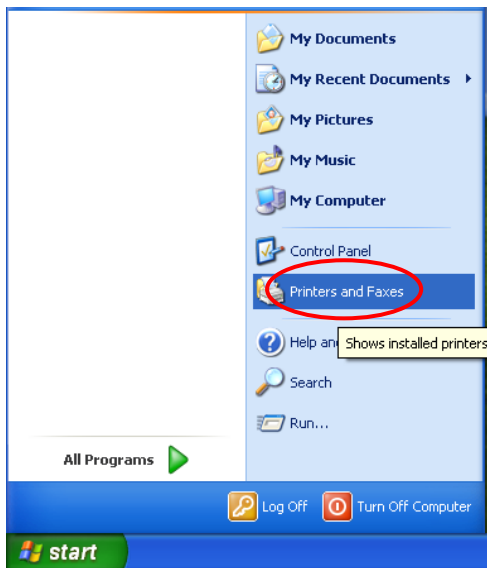 My Documents
My Recent Documents
My Pictures
My Music
My Computer
Control Panel
Printers and Faxes
Help an
Shows installed printers
Search
Run...
All Programs
Log Off
Turn Off Computer
start